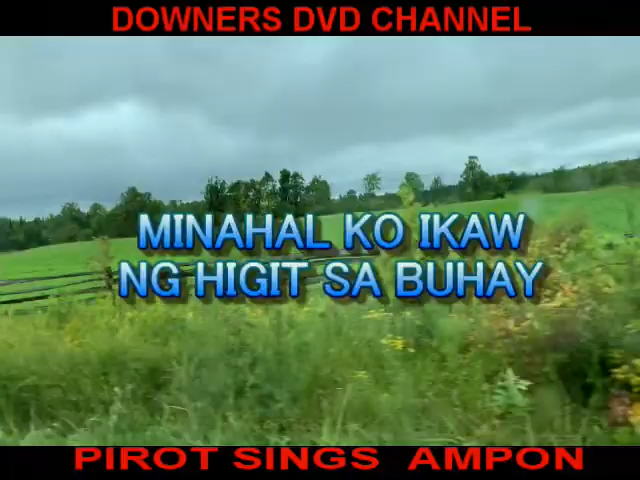 DOWNERS DVD CHANNEL
MINAHAL KO IKAW
NG HIGIT SA BUHAY
PIROT SINGS AMPON